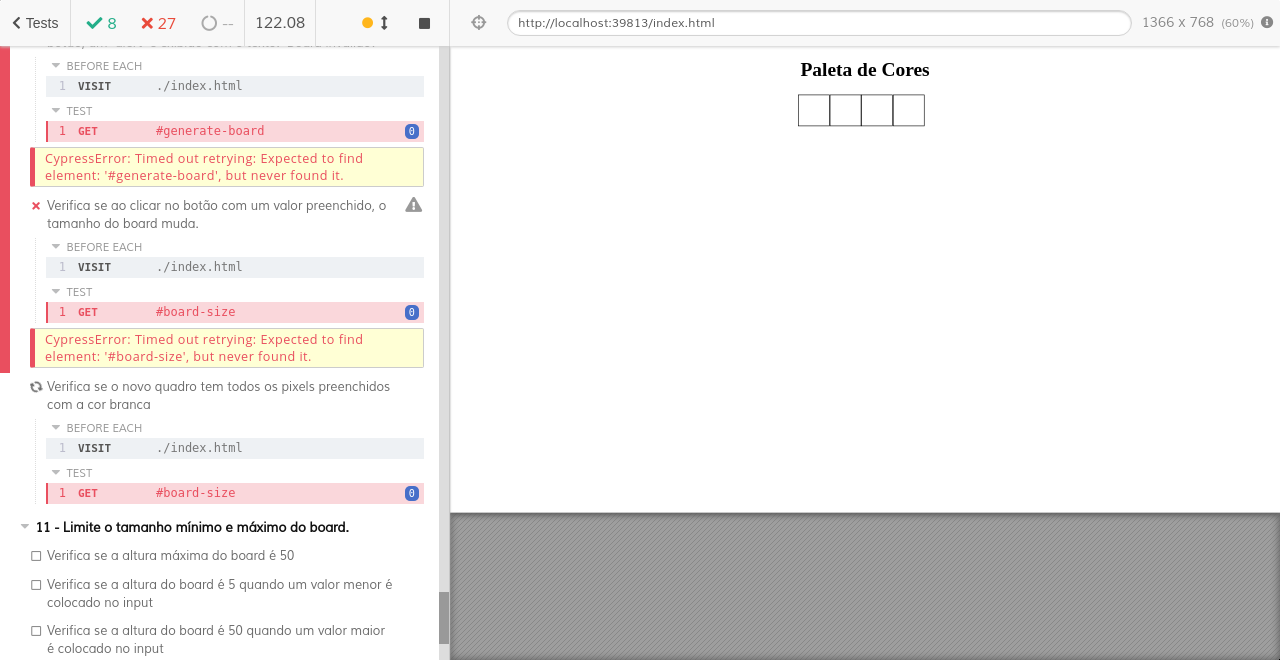 Tests 8 27 -- 122.08 http://localhost:39813/index.html 1366 x 768 (60%)
BEFORE EACH
1 VISIT ./index.html
TEST
1 GET #generate-board 0
CypressError: Timed out retrying: Expected to find
element: '#generate-board', but never found it.
Verifica se ao clicar no botão com um valor preenchido, o
tamanho do board muda.
BEFORE EACH
1 VISIT ./index.html
TEST
1 GET #board-size 0
CypressError: Timed out retrying: Expected to find
element: '#board-size', but never found it.
Verifica se o novo quadro tem todos os pixels preenchidos
com a cor branca
BEFORE EACH
1 VISIT ./index.html
TEST
1 GET #board-size 0
11 - Limite o tamanho mínimo e máximo do board.
Verifica se a altura máxima do board é 50
Verifica se a altura do board é 5 quando um valor menor é
colocado no input
Verifica se a altura do board é 50 quando um valor maior
é colocado no input
Paleta de Cores